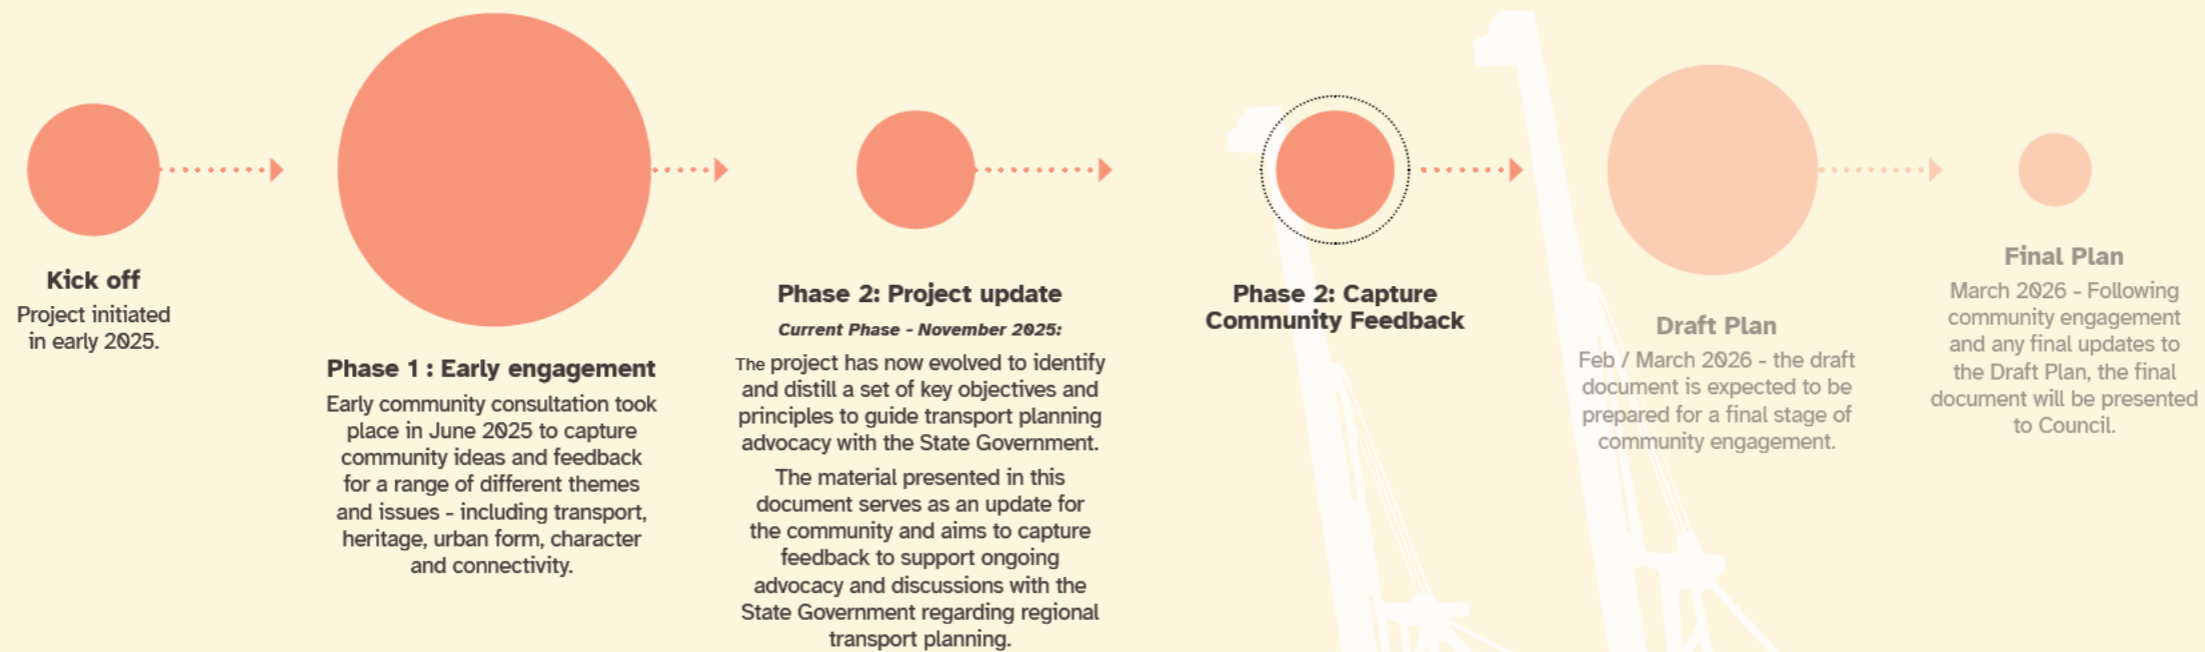 Kick off
Project initiated
in early 2025.
Phase 1 : Early engagement
Early community consultation took
place in June 2025 to capture
community ideas and feedback
for a range of different themes
and issues - including transport,
heritage, urban form, character
and connectivity.
Phase 2: Project update
Current Phase - November 2025:
The project has now evolved to identify
and distill a set of key objectives and
principles to guide transport planning
advocacy with the State Government.
The material presented in this
document serves as an update for
the community and aims to capture
feedback to support ongoing
advocacy and discussions with the
State Government regarding regional
transport planning.
Phase 2: Capture
Community Feedback
Draft Plan
Feb / March 2026 - the draft
document is expected to be
prepared for a final stage of
community engagement.
Final Plan
March 2026 - Following
community engagement
and any final updates to
the Draft Plan, the final
document will be presented
to Council.